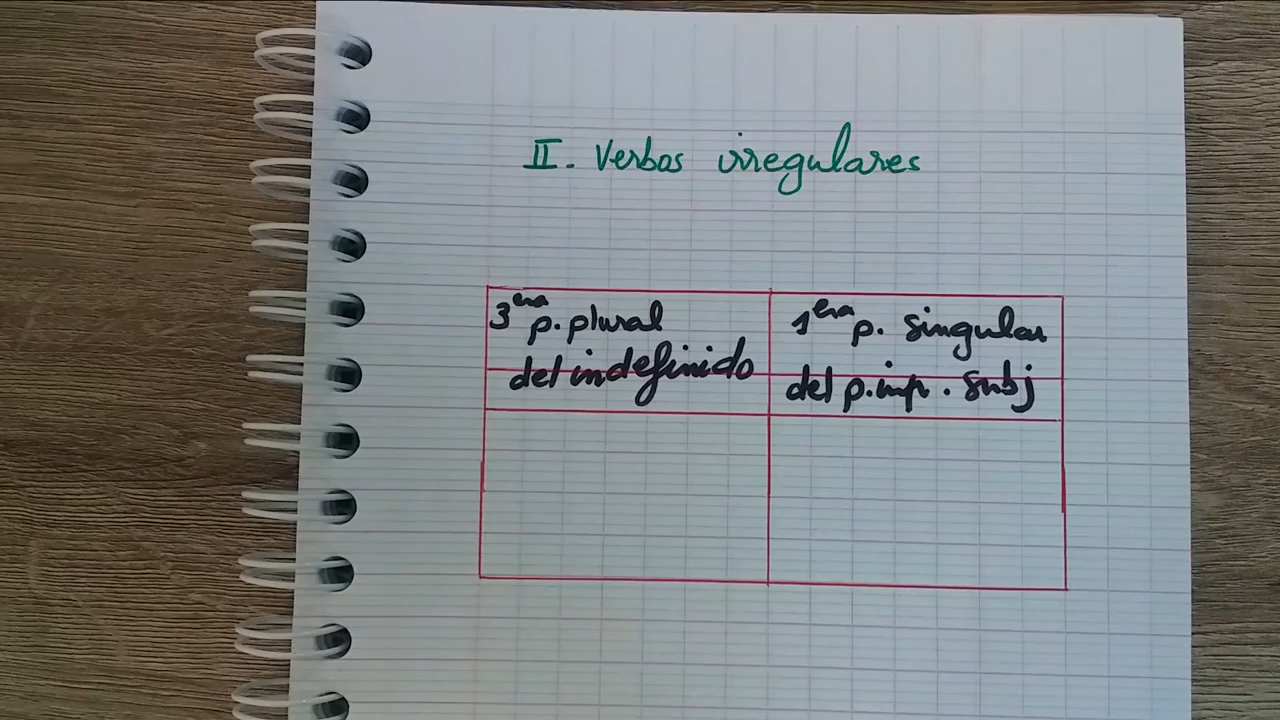 II. Verbos irregulares
3era p. plural
del indefinido
1era p. singular
del p. imp. subj